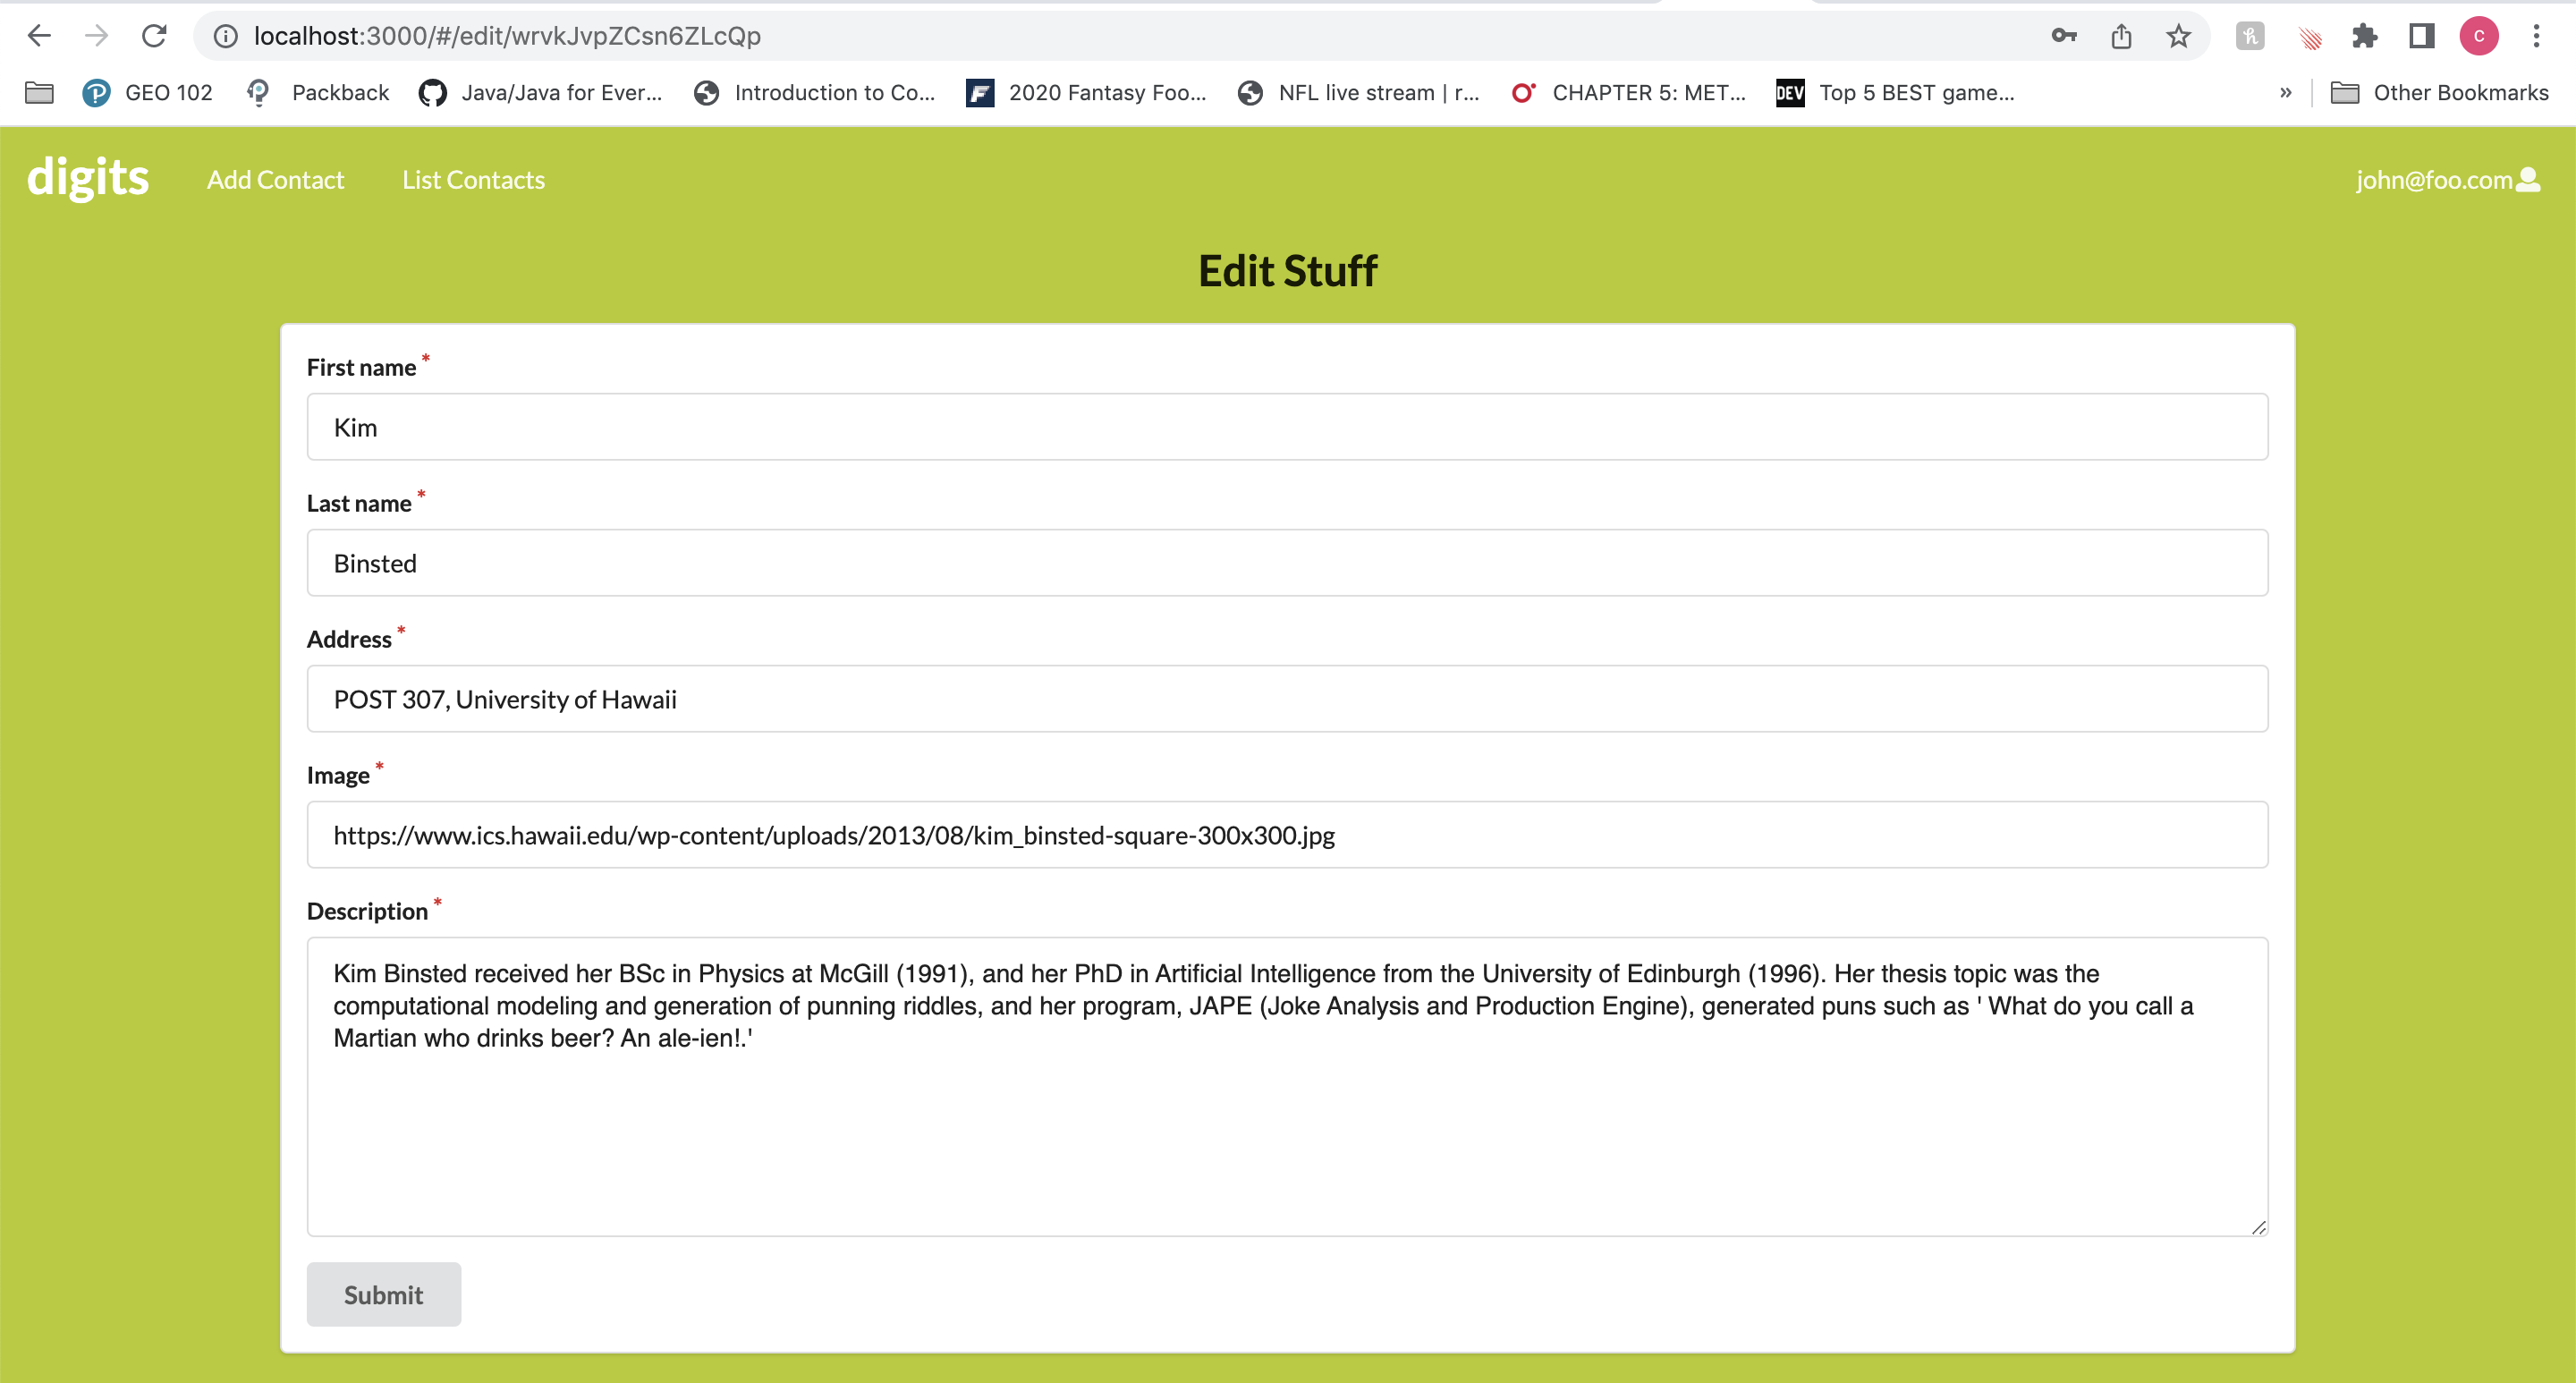 localhost:3000/#/edit/wrvkJvpZCsn6ZLcQp
C
GEO 102 Packback Java/Java for Ever... Introduction to Co... 2020 Fantasy Foo... NFL live stream | r... CHAPTER 5: MET... DEV Top 5 BEST game... » Other Bookmarks
digits Add Contact List Contacts john@foo.com
Edit Stuff
First name *
Kim
Last name *
Binsted
Address *
POST 307, University of Hawaii
Image *
https://www.ics.hawaii.edu/wp-content/uploads/2013/08/kim_binsted-square-300x300.jpg
Description *
Kim Binsted received her BSc in Physics at McGill (1991), and her PhD in Artificial Intelligence from the University of Edinburgh (1996). Her thesis topic was the
computational modeling and generation of punning riddles, and her program, JAPE (Joke Analysis and Production Engine), generated puns such as ' What do you call a
Martian who drinks beer? An ale-ien!.'
Submit